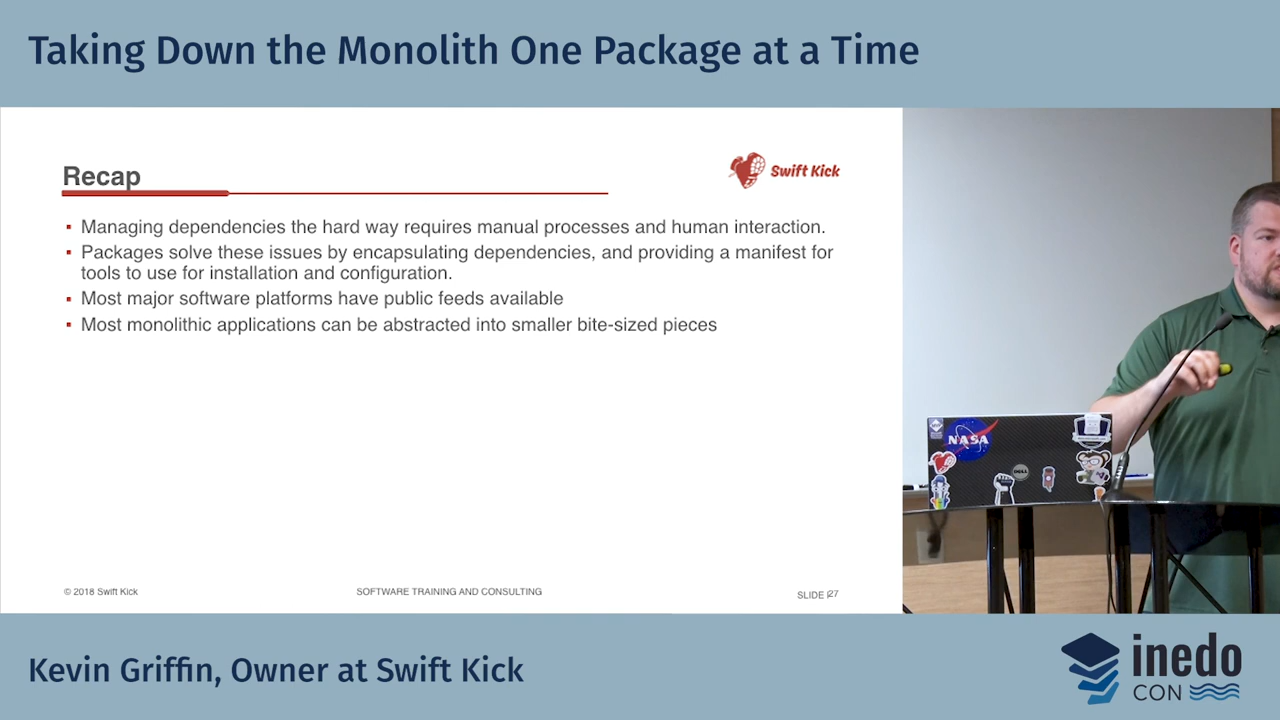 Taking Down the Monolith One Package at a Time
Recap
Swift Kick
Managing dependencies the hard way requires manual processes and human interaction.
Packages solve these issues by encapsulating dependencies, and providing a manifest for
tools to use for installation and configuration.
Most major software platforms have public feeds available
Most monolithic applications can be abstracted into smaller bite-sized pieces
© 2018 Swift Kick
SOFTWARE TRAINING AND CONSULTING
SLIDE 27
NASA
DELL
Kevin Griffin, Owner at Swift Kick
inedo
CON